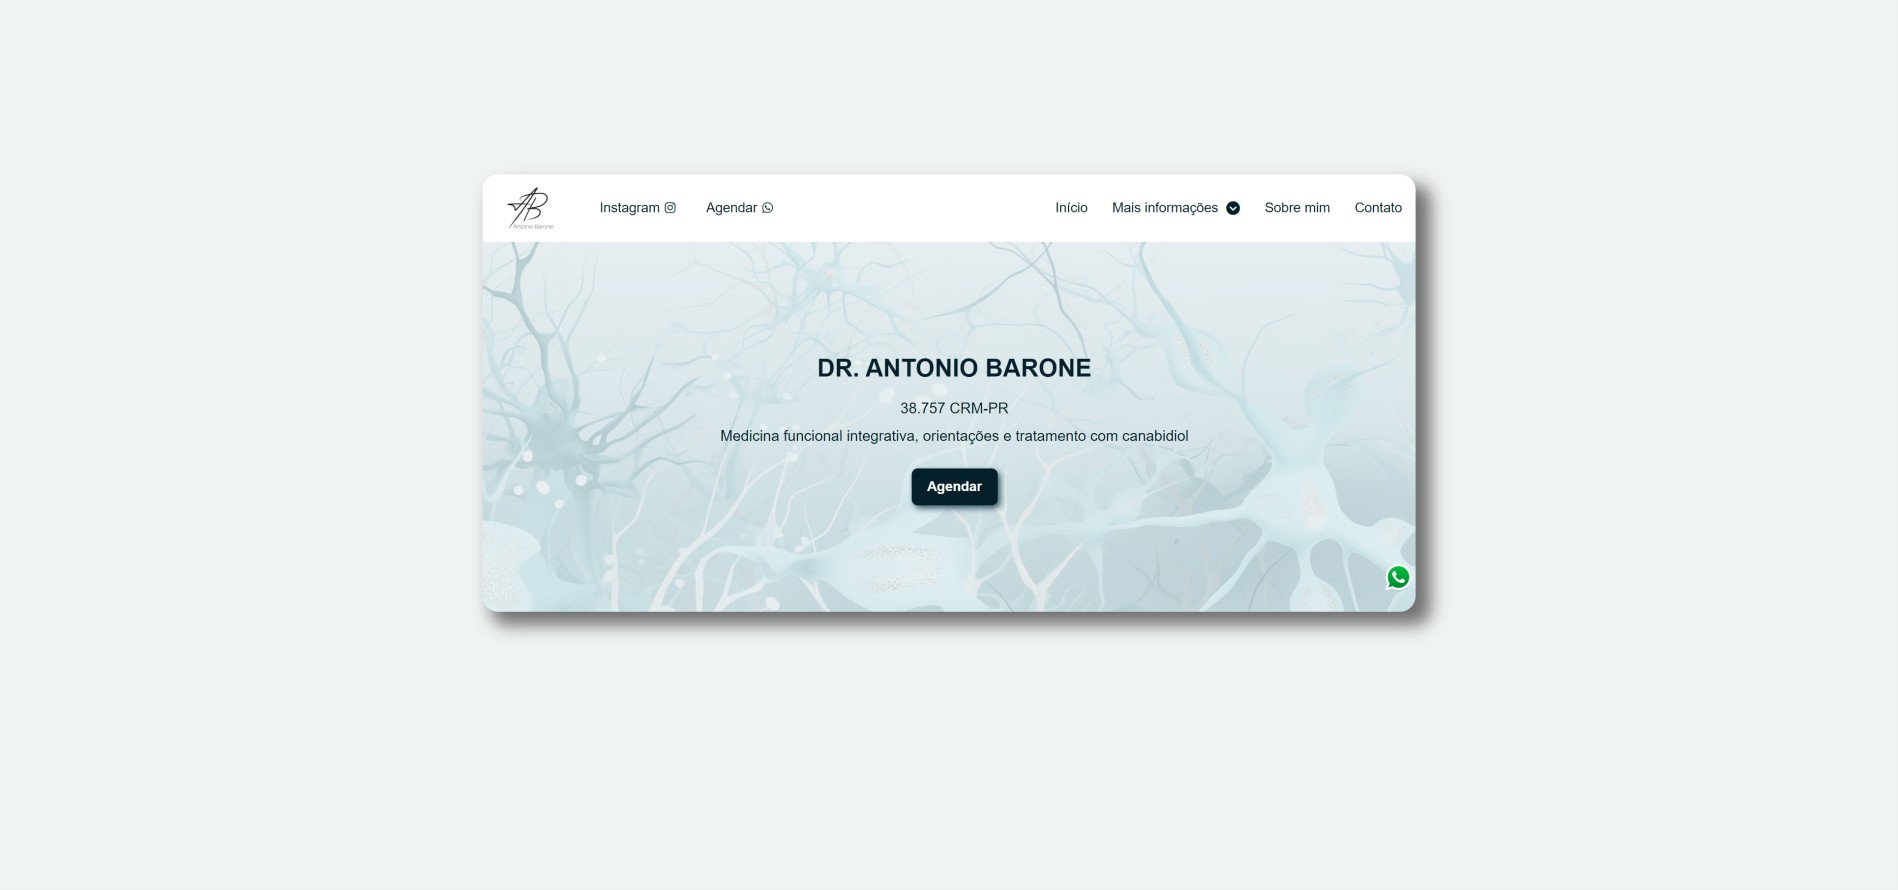 Antonio Barone
Instagram
Agendar
Início
Mais informações
Sobre mim
Contato
DR. ANTONIO BARONE
38.757 CRM-PR
Medicina funcional integrativa, orientações e tratamento com canabidiol
Agendar